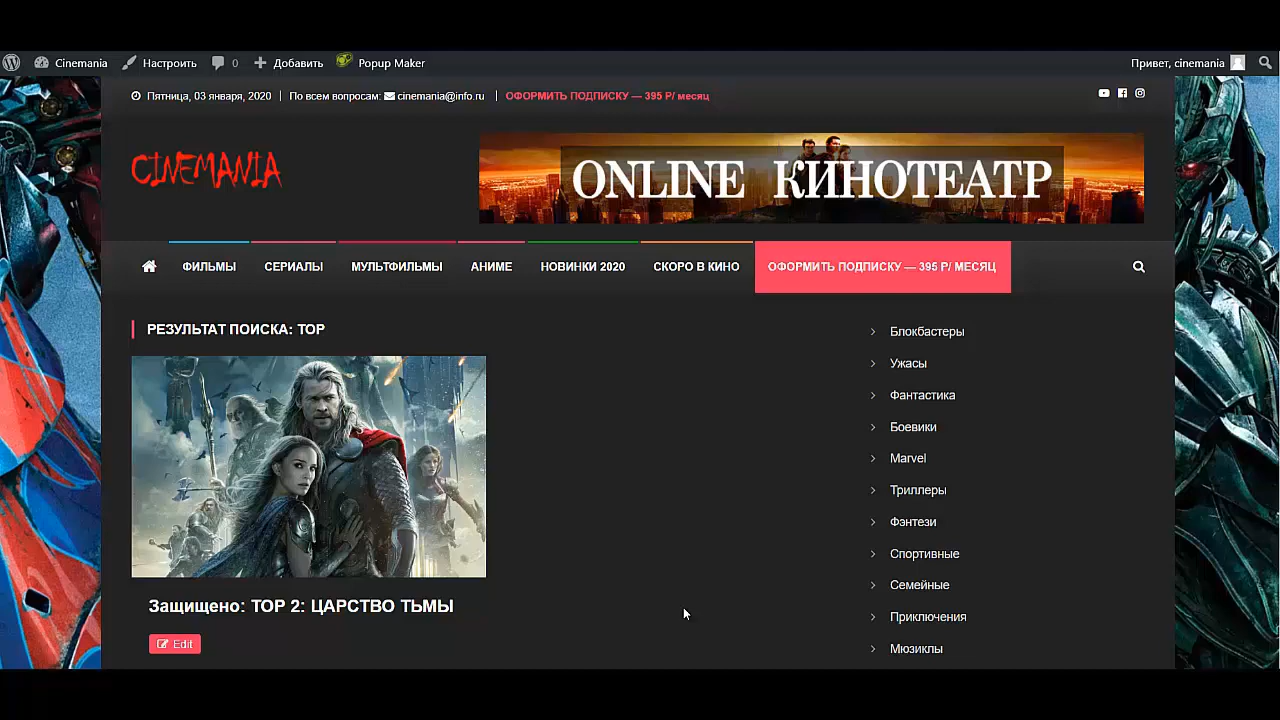 Cinemania Настроить 0 Добавить Popup Maker Привет, cinemania
Пятница, 03 января, 2020 | По всем вопросам: cinemania@info.ru | ОФОРМИТЬ ПОДПИСКУ — 395 Р/ месяц
CINEMANIA
ONLINE КИНОТЕАТР
ФИЛЬМЫ СЕРИАЛЫ МУЛЬТФИЛЬМЫ АНИМЕ НОВИНКИ 2020 СКОРО В КИНО ОФОРМИТЬ ПОДПИСКУ — 395 Р/ МЕСЯЦ
РЕЗУЛЬТАТ ПОИСКА: ТОР
Защищено: ТОР 2: ЦАРСТВО ТЬМЫ
Edit
Блокбастеры
Ужасы
Фантастика
Боевики
Marvel
Триллеры
Фэнтези
Спортивные
Семейные
Приключения
Мюзиклы